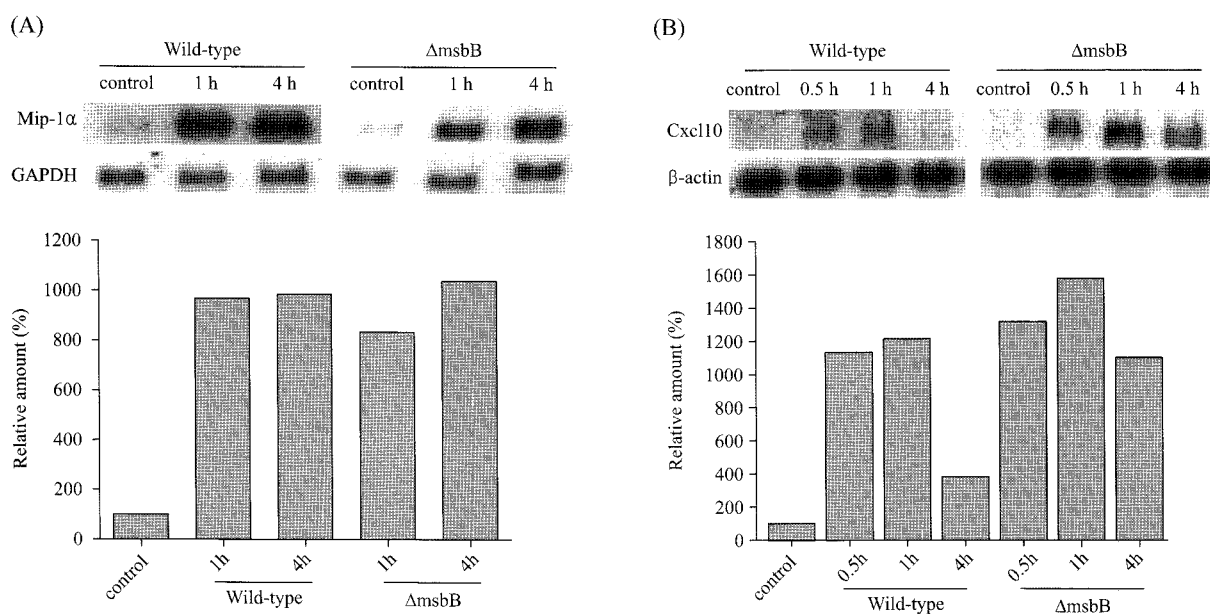 (A)
Wild-type ΔmsbB
control 1 h 4 h control 1 h 4 h
Mip-1α
GAPDH
1200
1000
800
600
400
200
0
Relative amount (%)
control 1h 4h 1h 4h
Wild-type ΔmsbB
(B)
Wild-type ΔmsbB
control 0.5 h 1 h 4 h control 0.5 h 1 h 4 h
Cxcl10
β-actin
1800
1600
1400
1200
1000
800
600
400
200
0
Relative amount (%)
control 0.5h 1h 4h 0.5h 1h 4h
Wild-type ΔmsbB